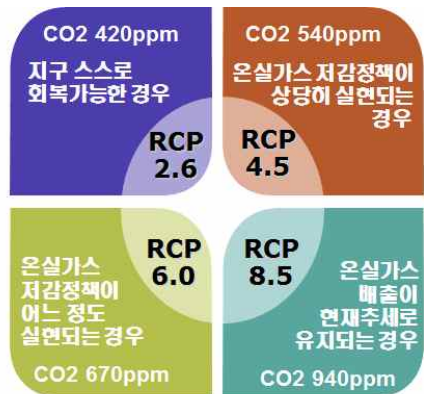 CO2 420ppm
지구 스스로
회복가능한 경우
RCP
2.6
CO2 540ppm
온실가스 저감정책이
상당히 실현되는
경우
RCP
4.5
RCP
6.0
온실가스
저감정책이
어느 정도
실현되는 경우
CO2 670ppm
RCP
8.5
온실가스
배출이
현재추세로
유지되는 경우
CO2 940ppm